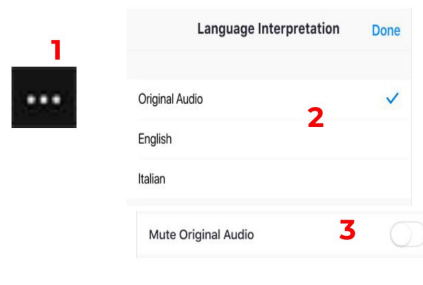 1
Language Interpretation Done
Original Audio
2
English
Italian
Mute Original Audio 3